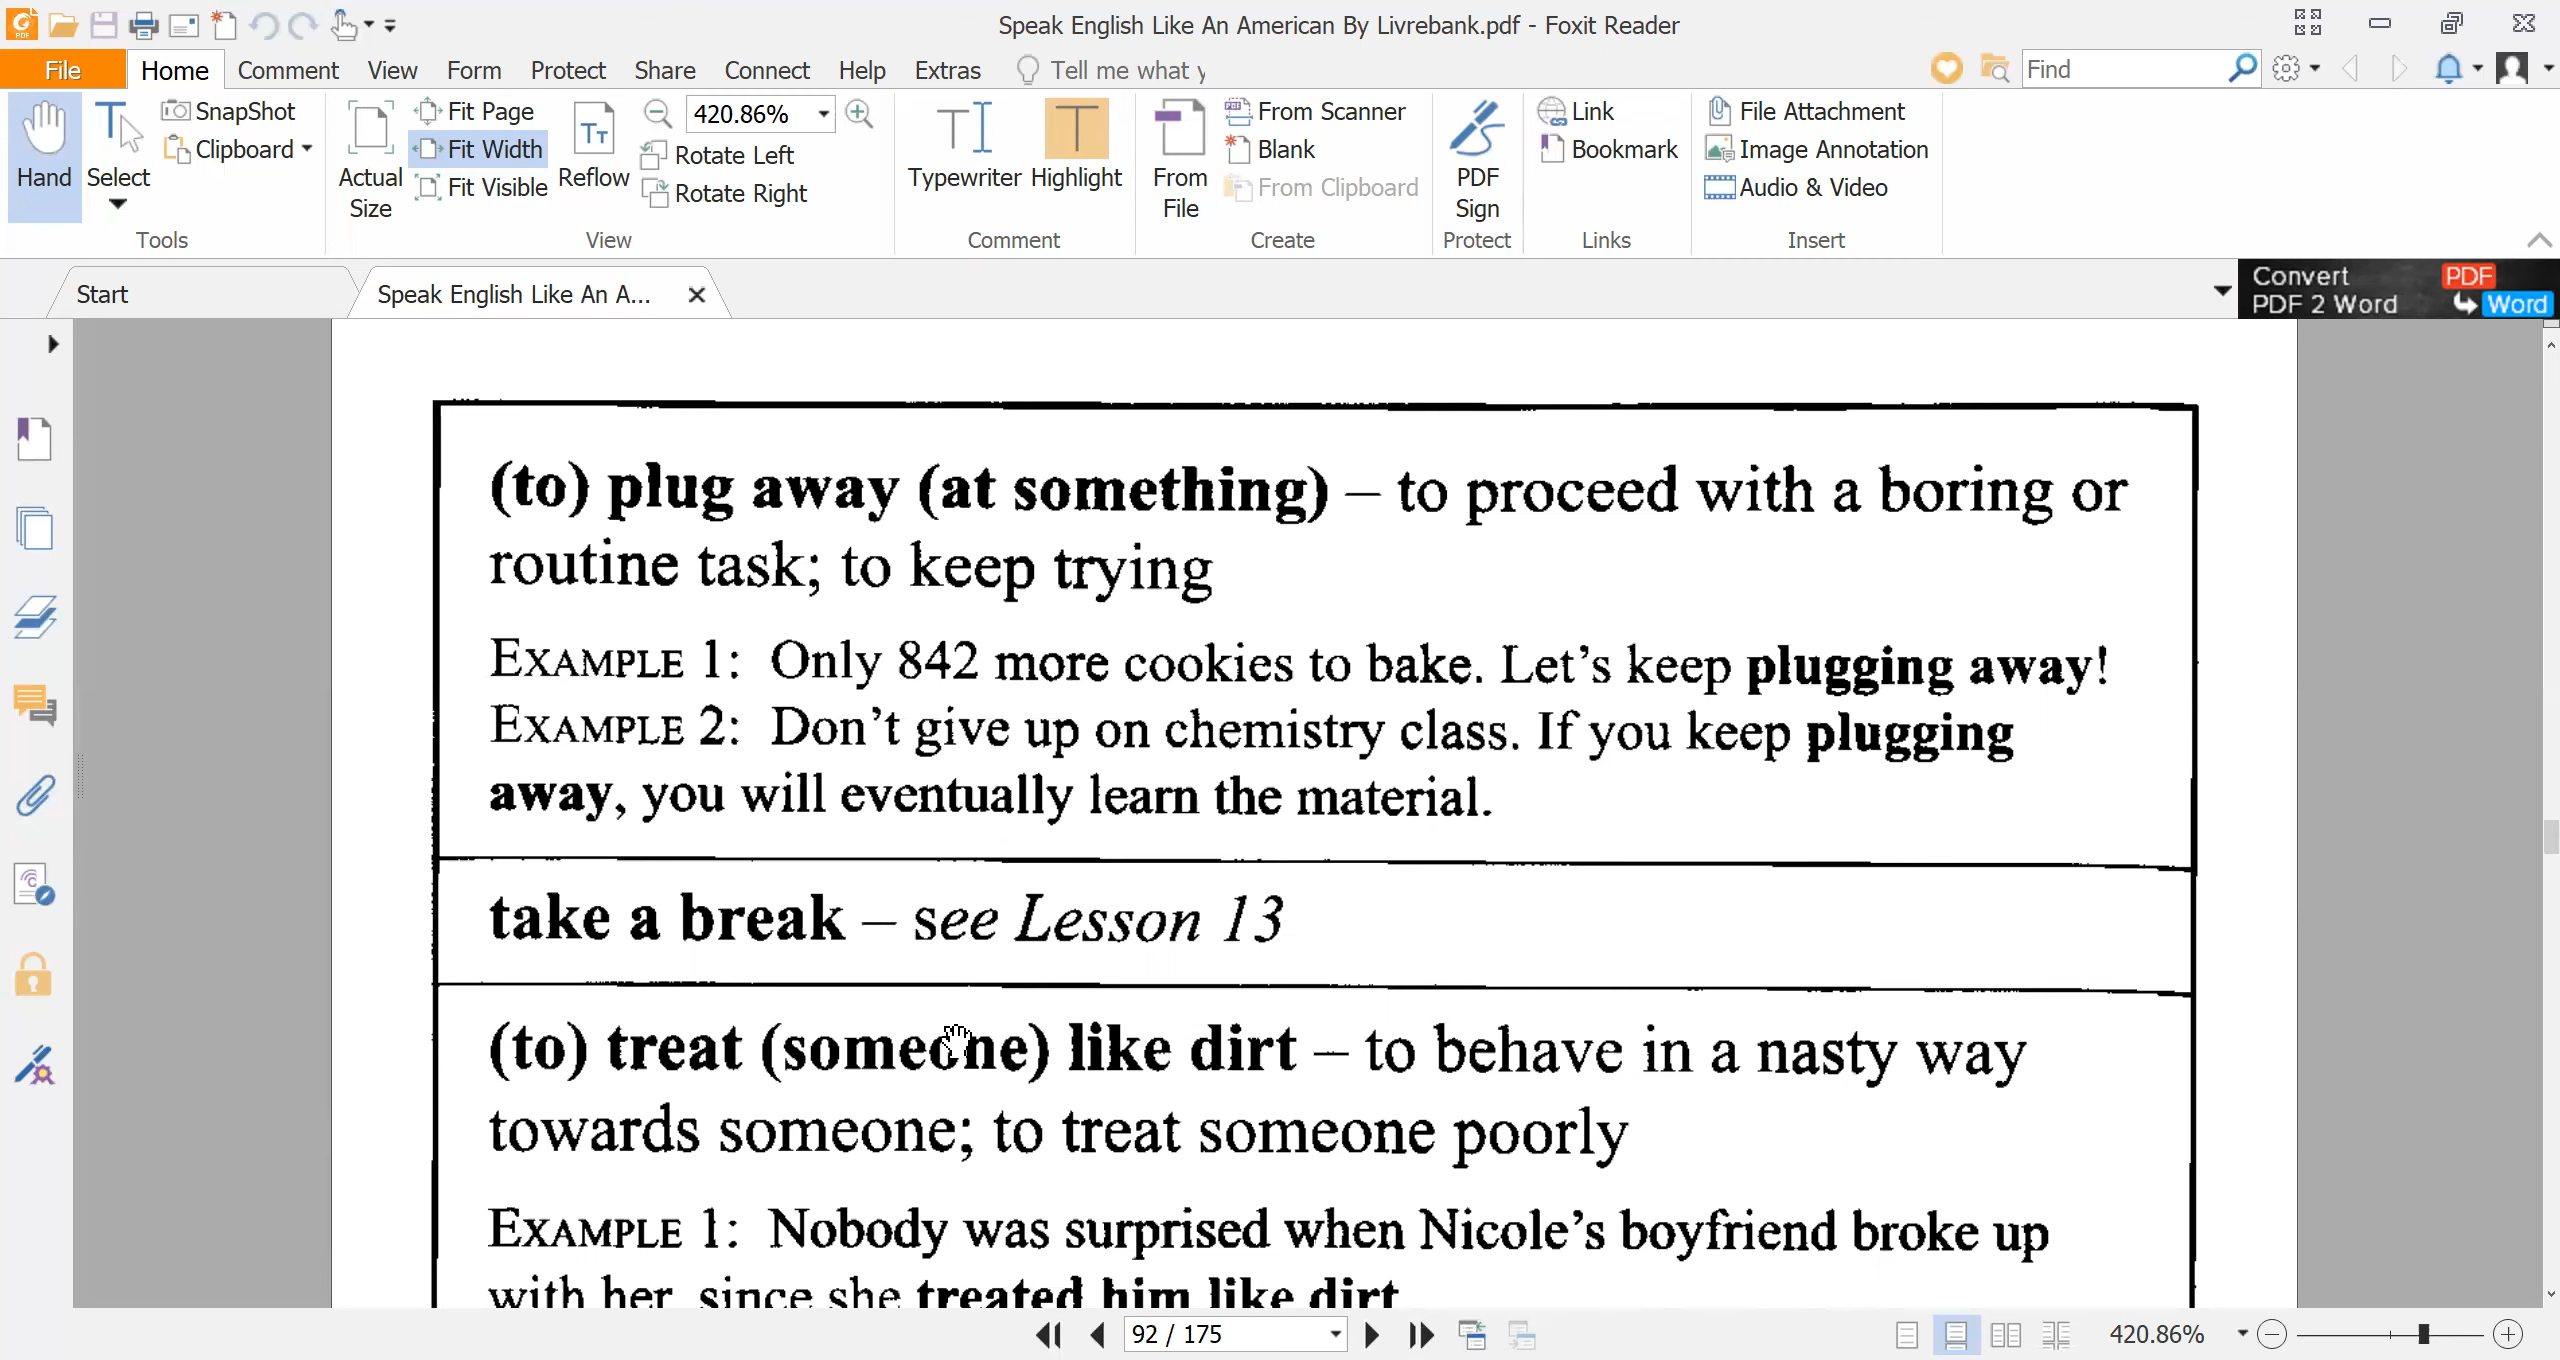 Speak English Like An American By Livrebank.pdf - Foxit Reader
File Home Comment View Form Protect Share Connect Help Extras Tell me what y Find
Hand
Select
SnapShot
Clipboard
Tools
Actual
Size
Fit Page
Fit Width
Fit Visible
Reflow
420.86%
Rotate Left
Rotate Right
View
Typewriter
Highlight
Comment
From
File
From Scanner
Blank
From Clipboard
Create
PDF
Sign
Protect
Link
Bookmark
Links
File Attachment
Image Annotation
Audio & Video
Insert
Start
Speak English Like An A...
Convert PDF
PDF 2 Word Word
(to) plug away (at something) – to proceed with a boring or
routine task; to keep trying
EXAMPLE 1: Only 842 more cookies to bake. Let's keep plugging away!
EXAMPLE 2: Don't give up on chemistry class. If you keep plugging
away, you will eventually learn the material.
take a break – see Lesson 13
(to) treat (someone) like dirt – to behave in a nasty way
towards someone; to treat someone poorly
EXAMPLE 1: Nobody was surprised when Nicole's boyfriend broke up
with her, since she treated him like dirt
92 / 175
420.86%